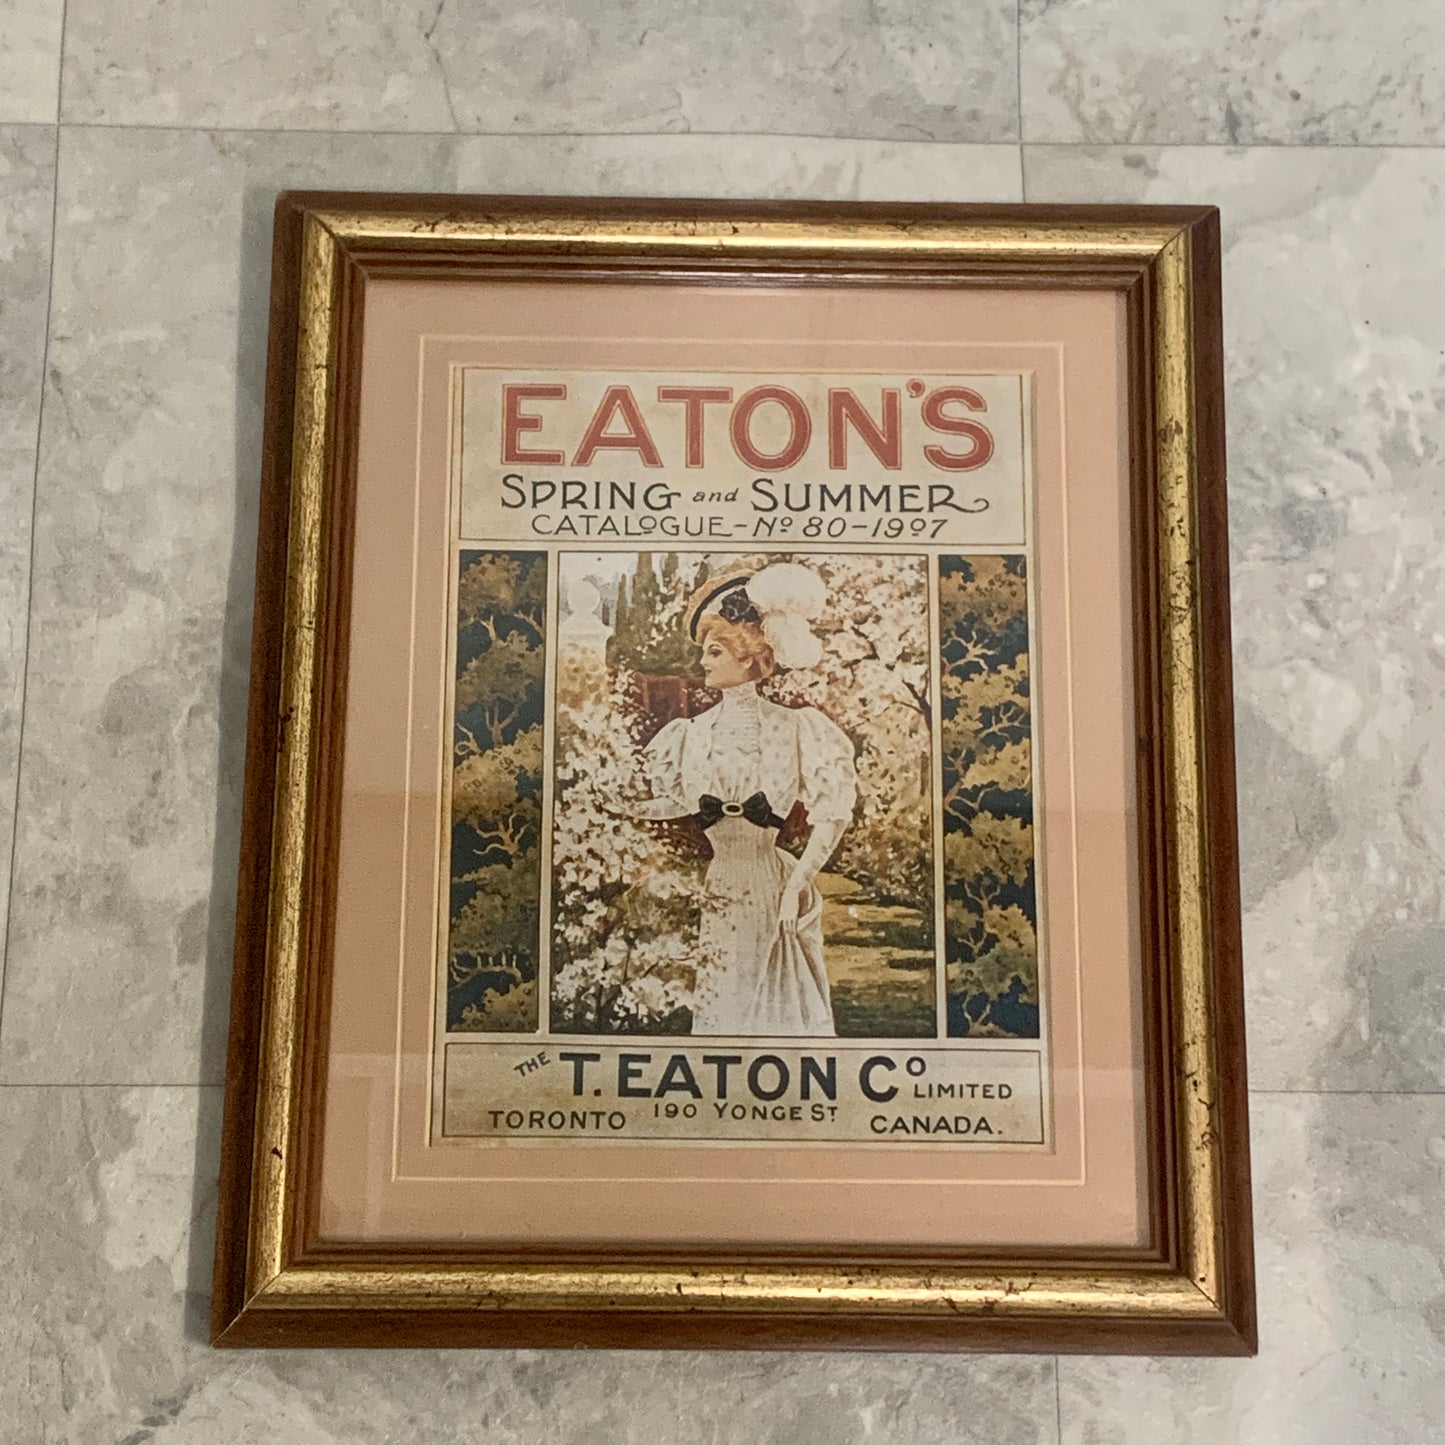 EATON'S
SPRING and SUMMER
CATALOGUE-Nº 80-1907
THE T. EATON Cº LIMITED
TORONTO 190 YONGE ST CANADA.